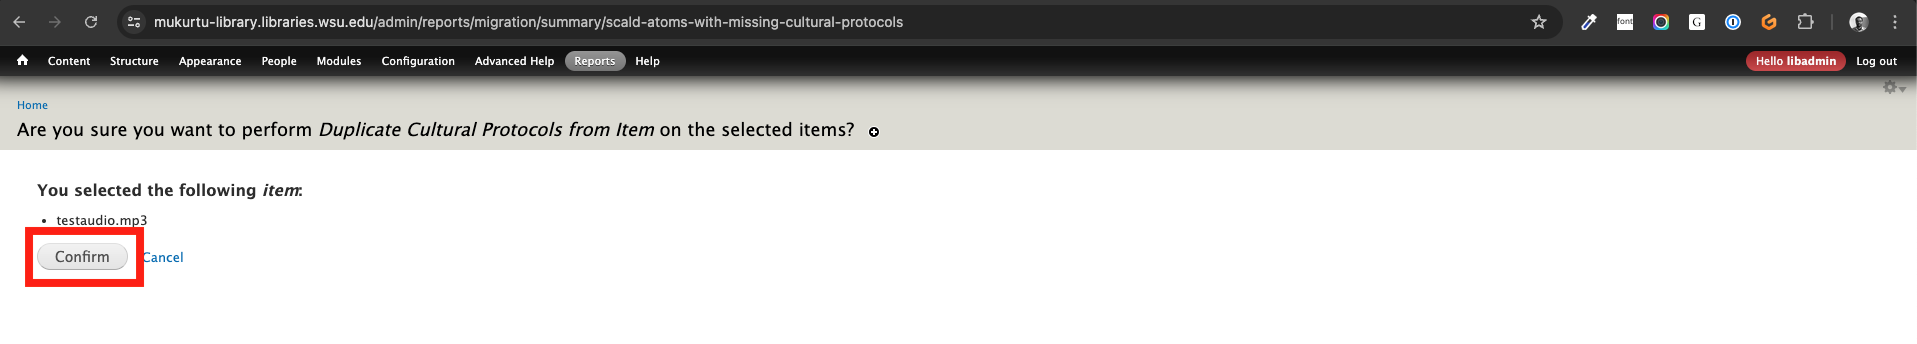 mukurtu-library.libraries.wsu.edu/admin/reports/migration/summary/scald-atoms-with-missing-cultural-protocols
font
G
Content Structure Appearance People Modules Configuration Advanced Help Reports Help Hello libadmin Log out
Home
Are you sure you want to perform Duplicate Cultural Protocols from Item on the selected items?
You selected the following item:
testaudio.mp3
Confirm Cancel